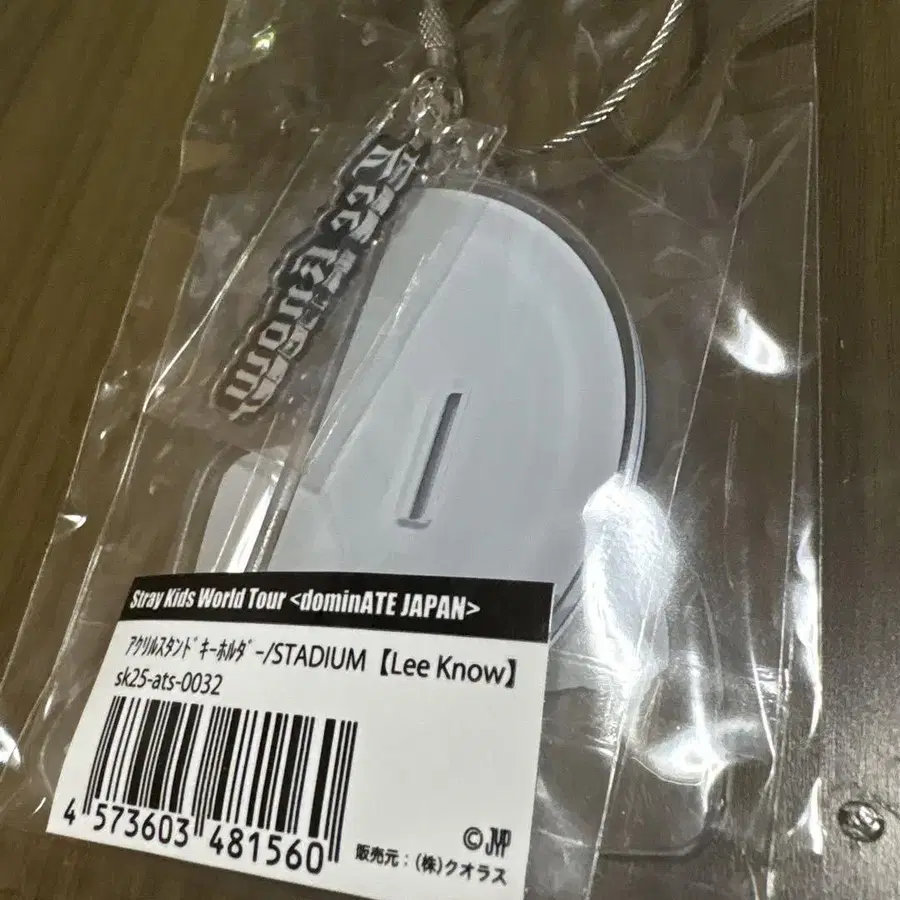 Lee Know
Stray Kids World Tour <dominATE JAPAN>
ｱｸﾘﾙｽﾀﾝﾄﾞｷｰﾎﾙﾀﾞｰ/STADIUM【Lee Know】
sk25-ats-0032
4 573603 481560
©JYP
販売元：(株)クオラス